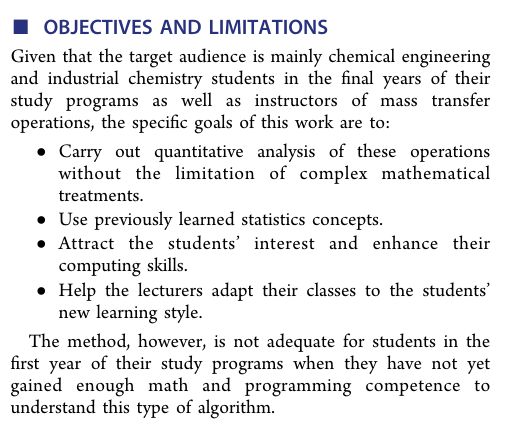 ■ OBJECTIVES AND LIMITATIONS
Given that the target audience is mainly chemical engineering
and industrial chemistry students in the final years of their
study programs as well as instructors of mass transfer
operations, the specific goals of this work are to:
● Carry out quantitative analysis of these operations
without the limitation of complex mathematical
treatments.
● Use previously learned statistics concepts.
● Attract the students’ interest and enhance their
computing skills.
● Help the lecturers adapt their classes to the students’
new learning style.
The method, however, is not adequate for students in the
first year of their study programs when they have not yet
gained enough math and programming competence to
understand this type of algorithm.